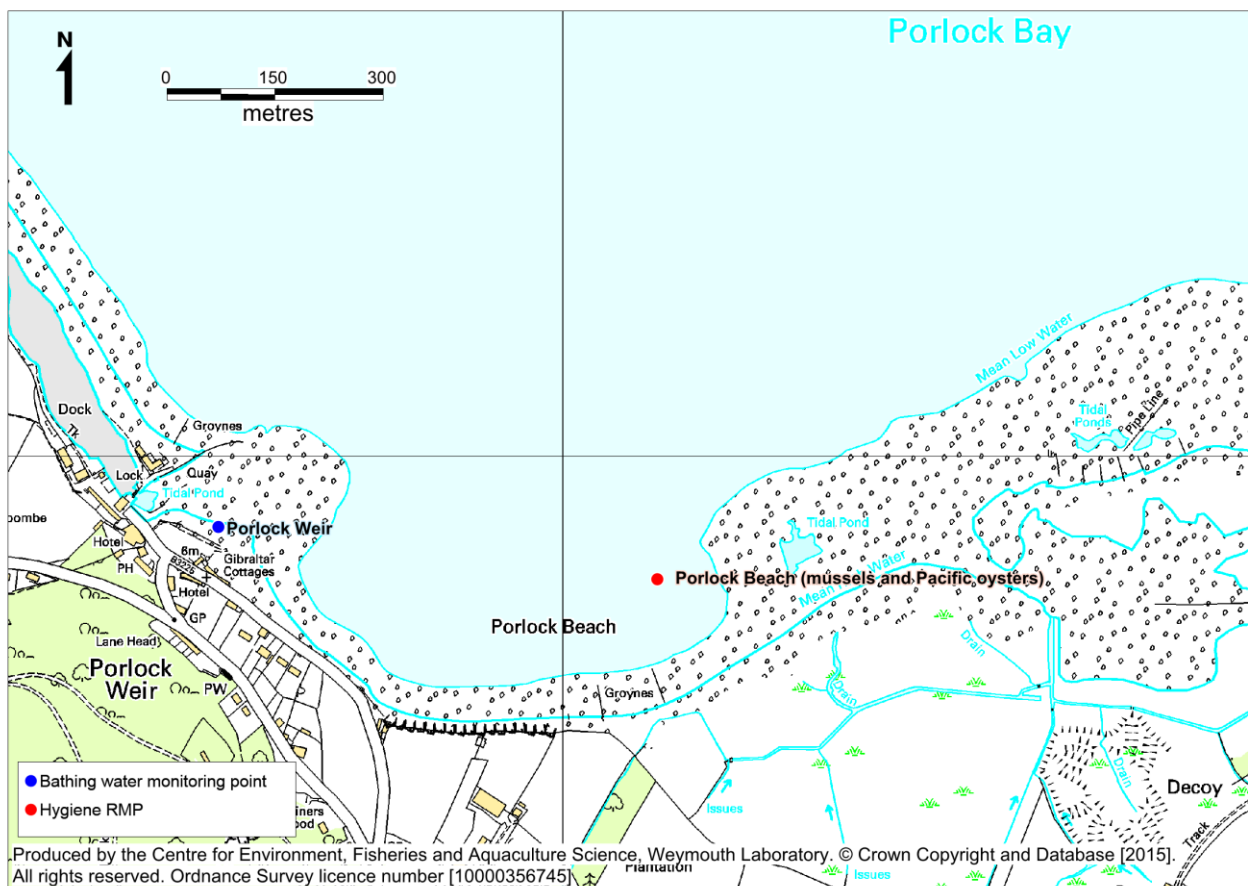 Porlock Bay
N
0 150 300
metres
Mean Low Water
Dock
Tk
Groynes
Tidal
Ponds
Pipe Line
Lock
Quay
Tidal Pond
Porlock Weir
Tidal Pond
Hotel
6m
PH
Gibraltar
Cottages
Hotel
GP
Porlock Beach (mussels and Pacific oysters)
Lane Head
Porlock Beach
Porlock
Weir
PW
Groynes
Drain
Drain
Drain
Decoy
Bathing water monitoring point
Hygiene RMP
Issues
Track
Produced by the Centre for Environment, Fisheries and Aquaculture Science, Weymouth Laboratory. © Crown Copyright and Database [2015].
All rights reserved. Ordnance Survey licence number [10000356745]
Plantation
Issues